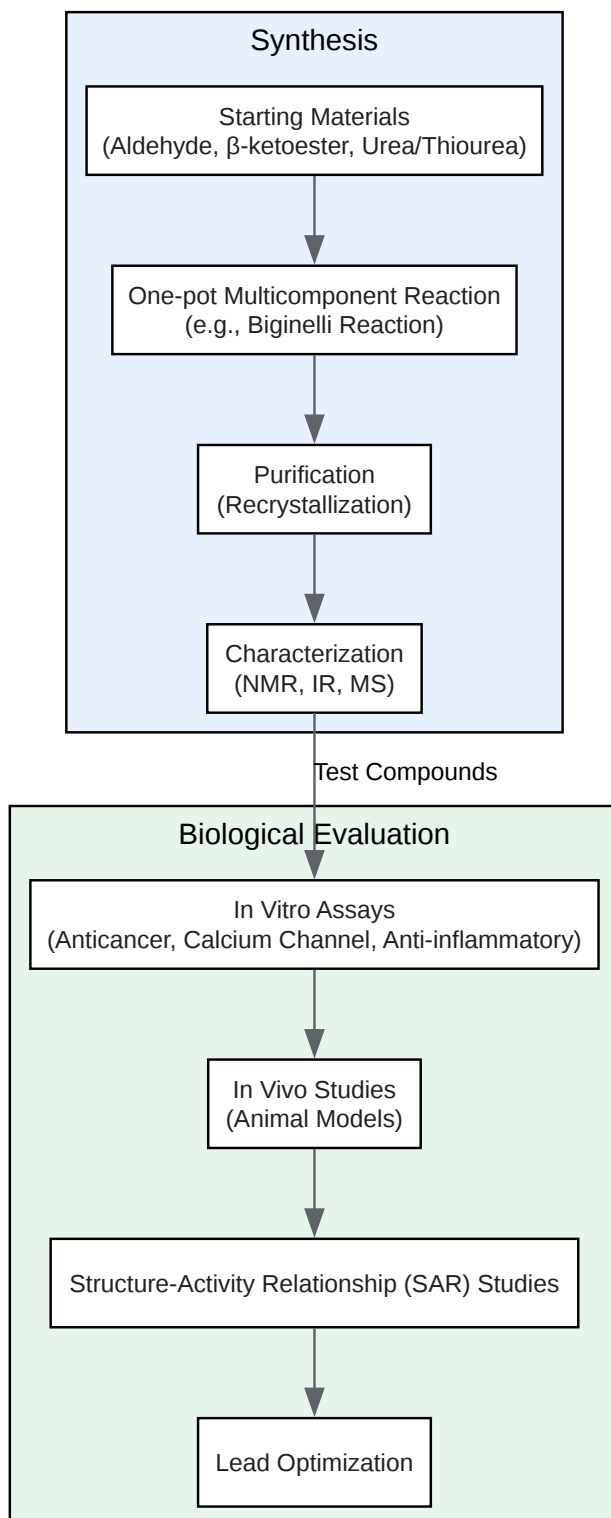 Synthesis
Starting Materials
(Aldehyde, β-ketoester, Urea/Thiourea)
One-pot Multicomponent Reaction
(e.g., Biginelli Reaction)
Purification
(Recrystallization)
Characterization
(NMR, IR, MS)
Test Compounds
Biological Evaluation
In Vitro Assays
(Anticancer, Calcium Channel, Anti-inflammatory)
In Vivo Studies
(Animal Models)
Structure-Activity Relationship (SAR) Studies
Lead Optimization